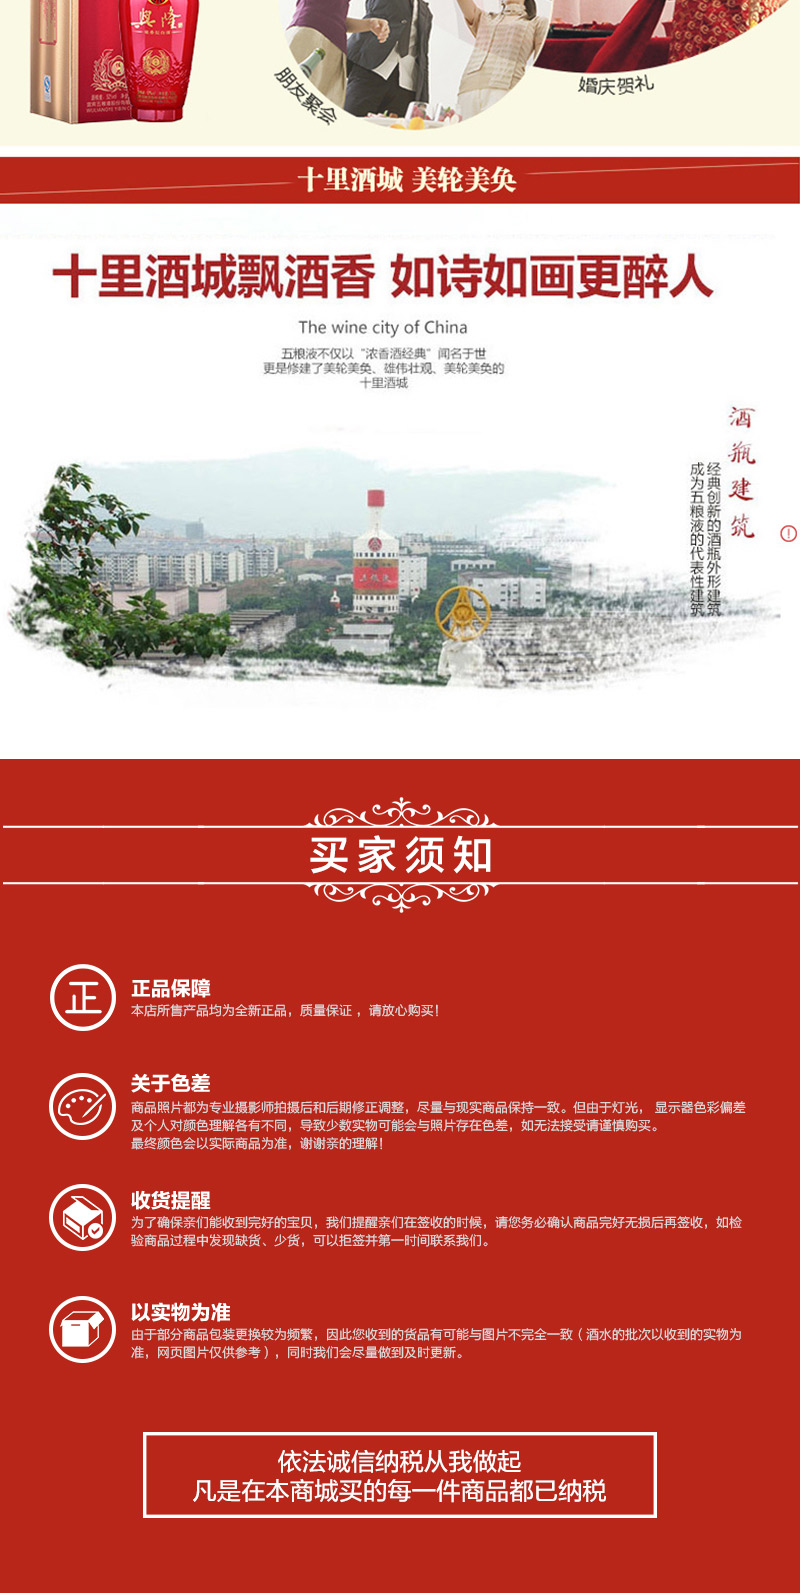 興隆
朋友聚会
婚庆贺礼
十里酒城 美轮美奂
十里酒城飘酒香 如诗如画更醉人
The wine city of China
五粮液不仅以“浓香酒经典”闻名于世
更是修建了美轮美奂、雄伟壮观、美轮美奂的
十里酒城
酒瓶建筑
经典创新的酒瓶外形建筑
成为五粮液的代表性建筑
五粮液
买家须知
正
正品保障
本店所售产品均为全新正品，质量保证 ，请放心购买！
关于色差
商品照片都为专业摄影师拍摄后和后期修正调整，尽量与现实商品保持一致。但由于灯光， 显示器色彩偏差
及个人对颜色理解各有不同，导致少数实物可能会与照片存在色差，如无法接受请谨慎购买。
最终颜色会以实际商品为准，谢谢亲的理解！
收货提醒
为了确保亲们能收到完好的宝贝，我们提醒亲们在签收的时候，请您务必确认商品完好无损后再签收，如检
验商品过程中发现缺货、少货，可以拒签并第一时间联系我们。
以实物为准
由于部分商品包装更换较为频繁，因此您收到的货品有可能与图片不完全一致（酒水的批次以收到的实物为
准，网页图片仅供参考），同时我们会尽量做到及时更新。
依法诚信纳税从我做起
凡是在本商城买的每一件商品都已纳税